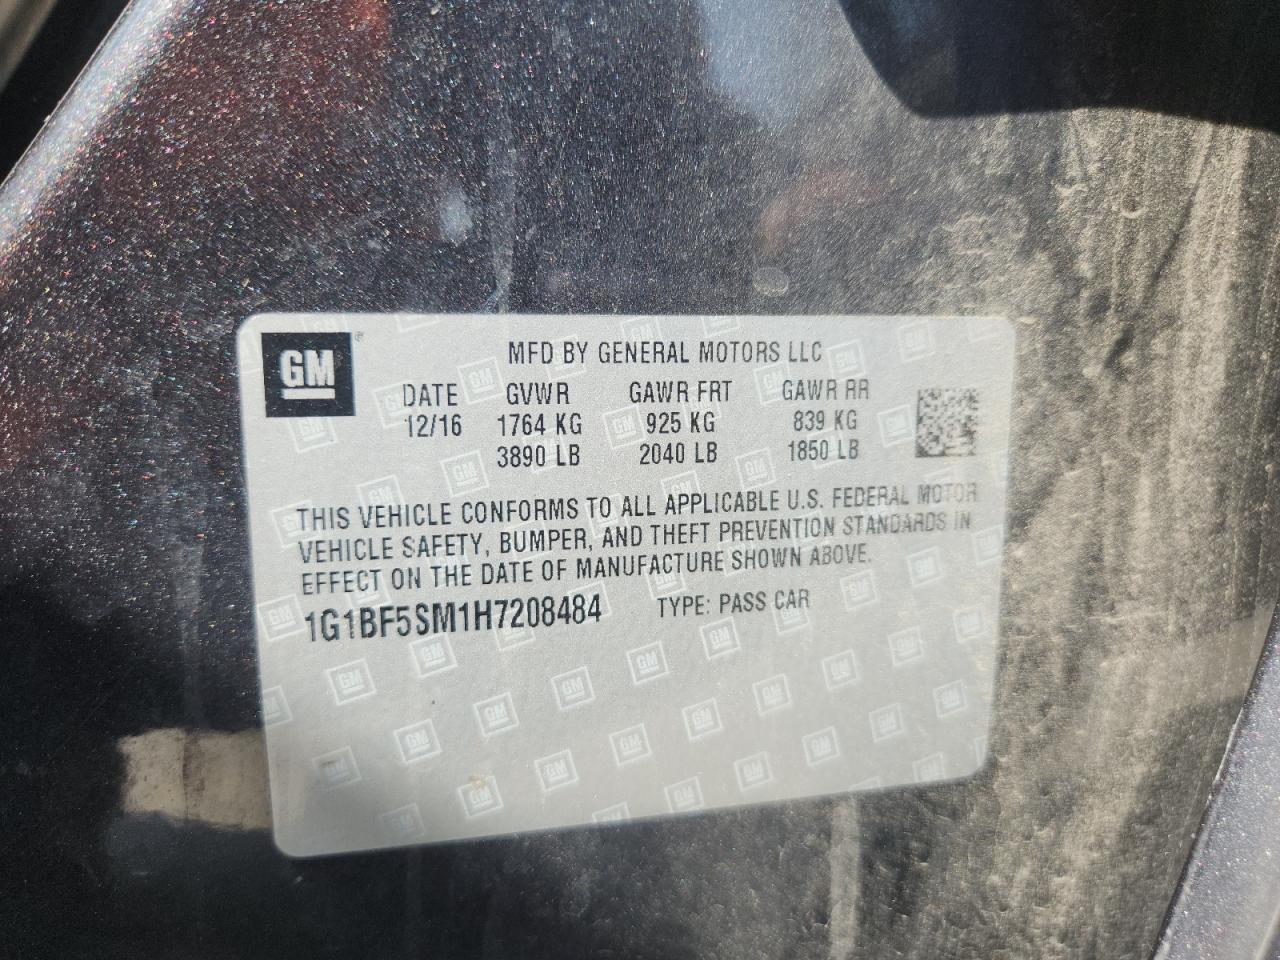 GM
MFD BY GENERAL MOTORS LLC
DATE GVWR GAWR FRT GAWR RR
12/16 1764 KG 925 KG 839 KG
3890 LB 2040 LB 1850 LB
THIS VEHICLE CONFORMS TO ALL APPLICABLE U.S. FEDERAL MOTOR
VEHICLE SAFETY, BUMPER, AND THEFT PREVENTION STANDARDS IN
EFFECT ON THE DATE OF MANUFACTURE SHOWN ABOVE.
1G1BF5SM1H7208484 TYPE: PASS CAR